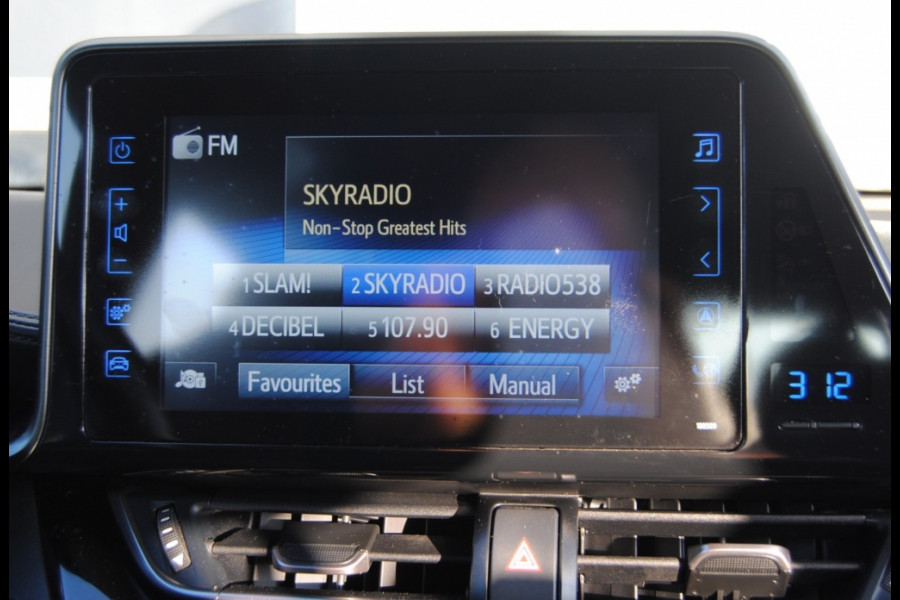 FM
SKYRADIO
Non-Stop Greatest Hits
1 SLAM! 2 SKYRADIO 3 RADIO538
4 DECIBEL 5 107.90 6 ENERGY
Favourites List Manual
3 12